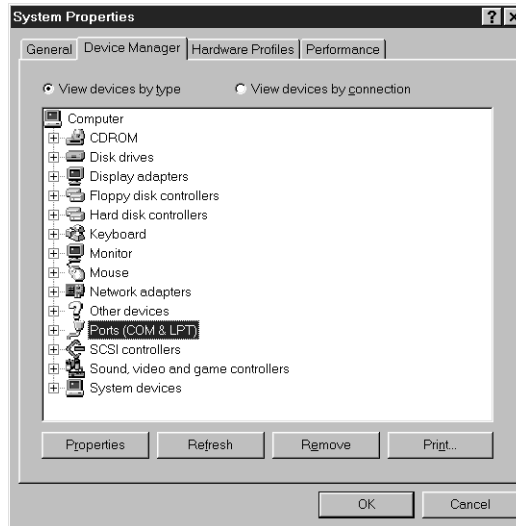 System Properties
General Device Manager Hardware Profiles Performance
View devices by type View devices by connection
Computer
CDROM
Disk drives
Display adapters
Floppy disk controllers
Hard disk controllers
Keyboard
Monitor
Mouse
Network adapters
Other devices
Ports (COM & LPT)
SCSI controllers
Sound, video and game controllers
System devices
Properties Refresh Remove Print...
OK Cancel